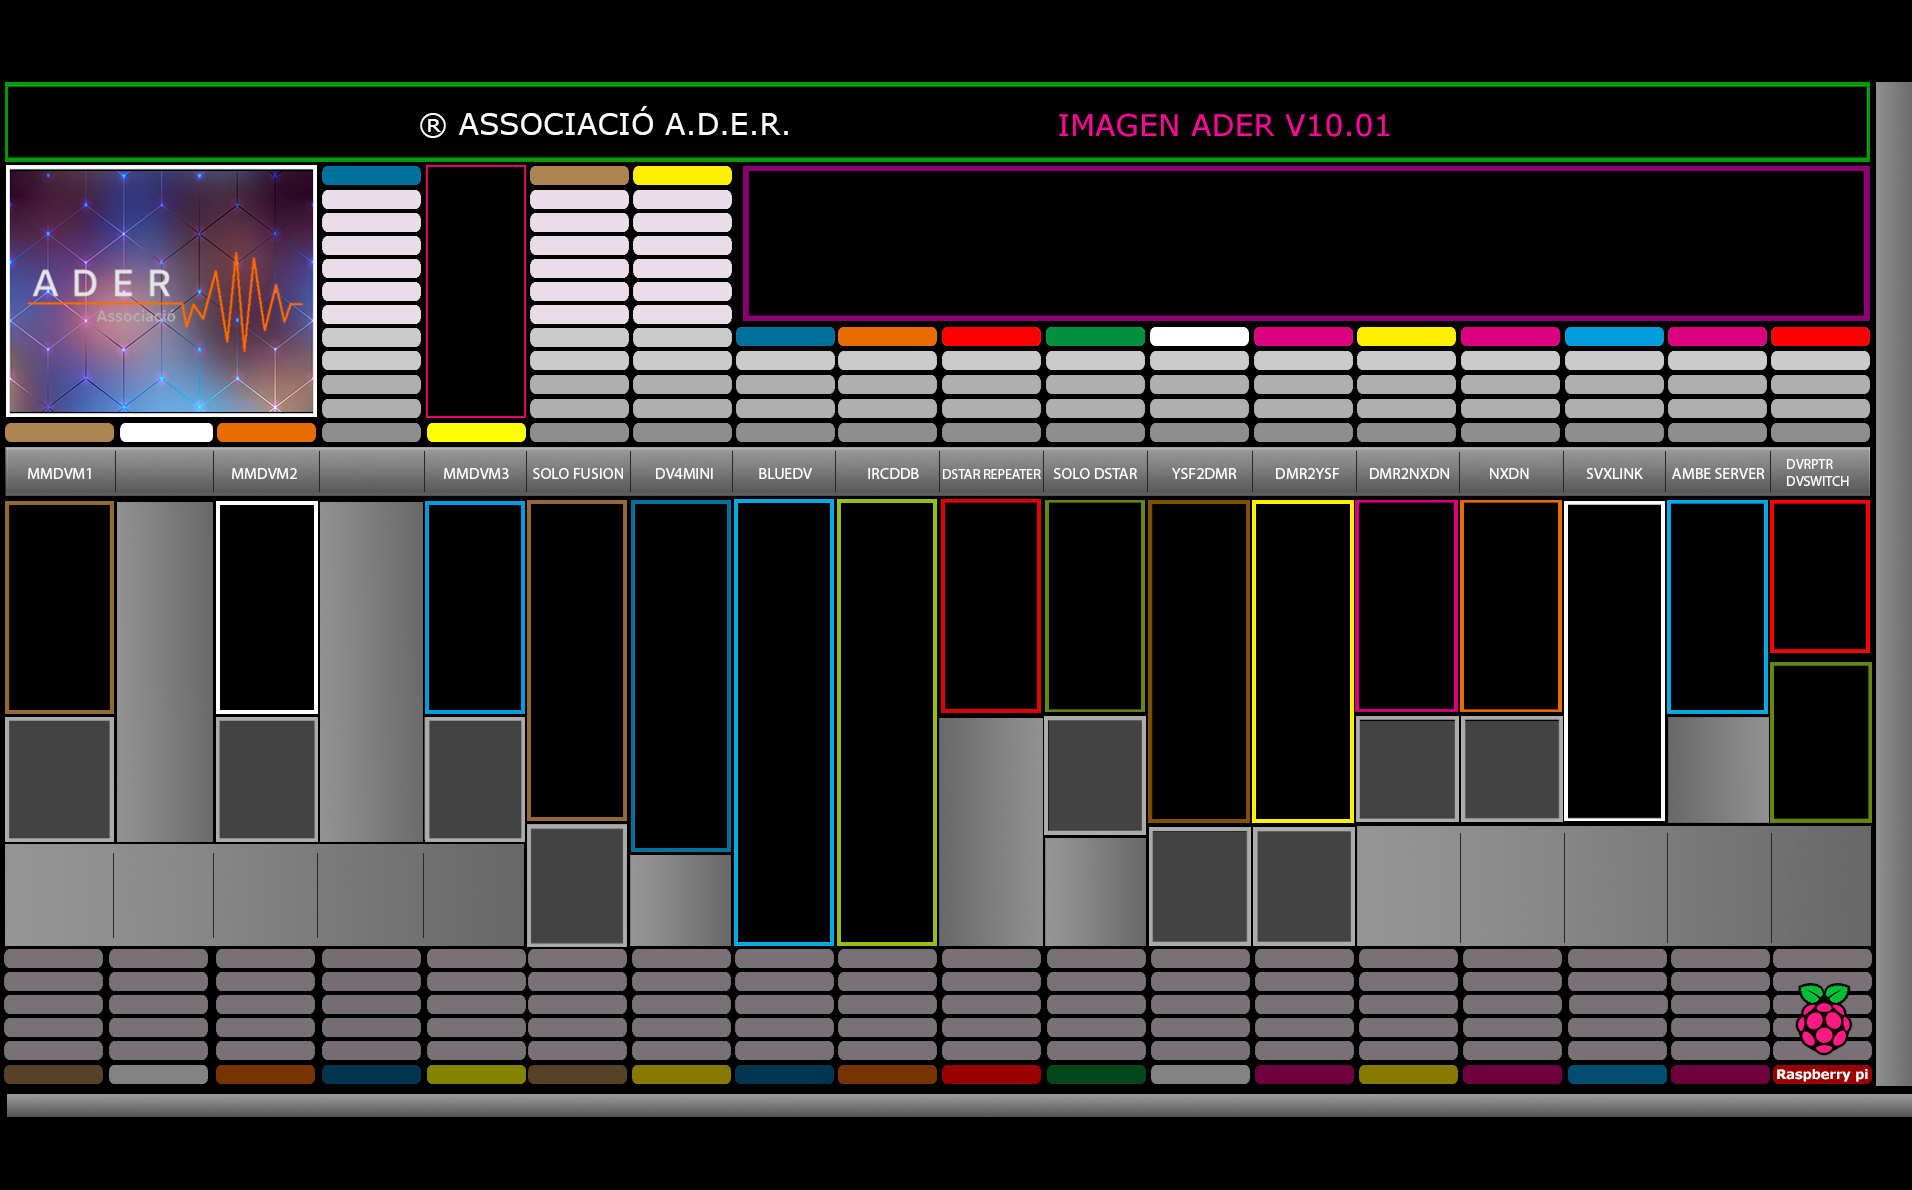 ® ASSOCIACIÓ A.D.E.R.
IMAGEN ADER V10.01
ADER
Associació
MMDVM1
MMDVM2
MMDVM3
SOLO FUSION
DV4MINI
BLUEDV
IRCDDB
DSTAR REPEATER
SOLO DSTAR
YSF2DMR
DMR2YSF
DMR2NXDN
NXDN
SVXLINK
AMBE SERVER
DVRPTR
DVSWITCH
Raspberry pi